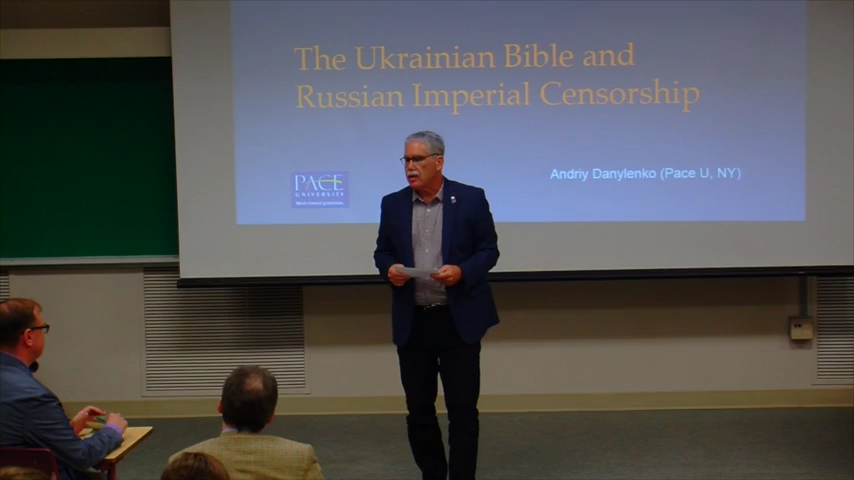 The Ukrainian Bible and
Russian Imperial Censorship
PACE
UNIVERSITY
Andriy Danylenko (Pace U, NY)